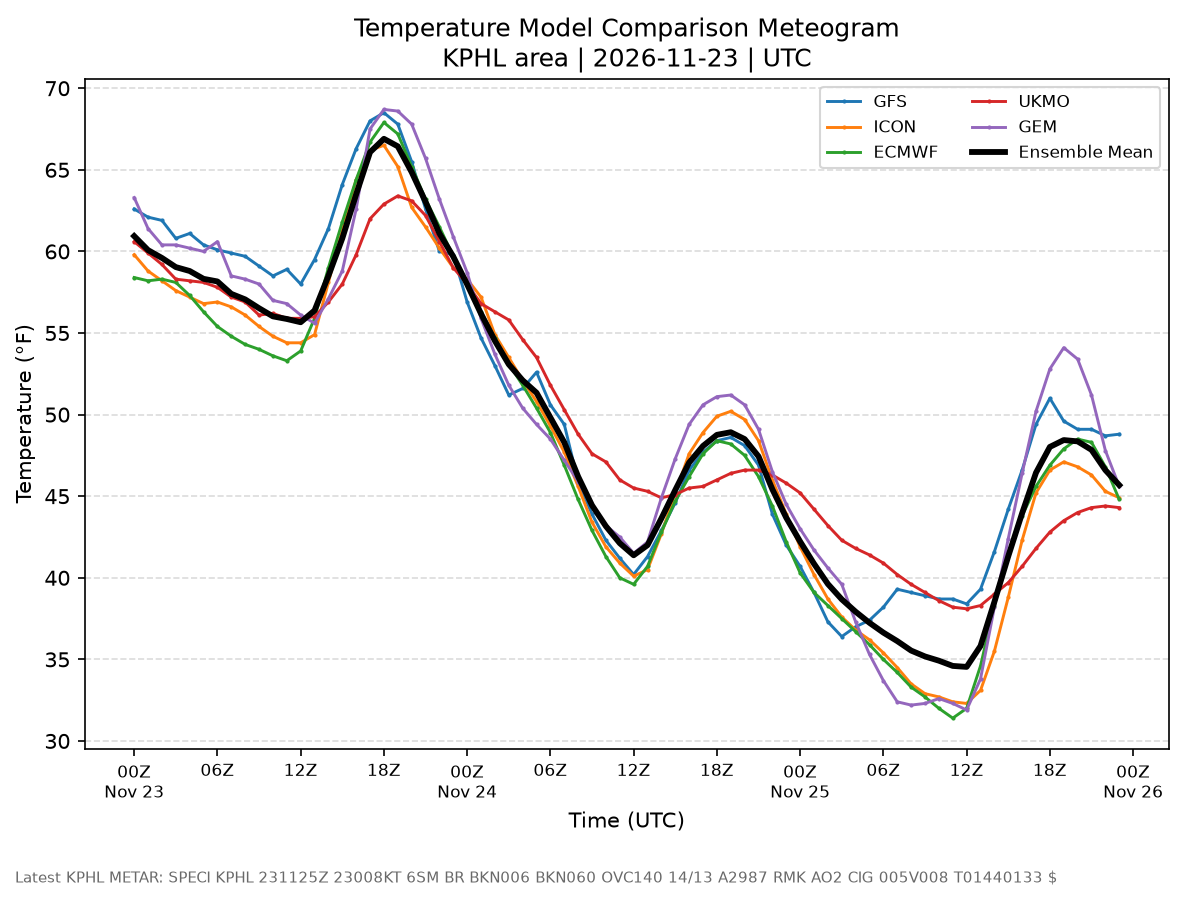 Temperature Model Comparison Meteogram
KPHL area | 2026-11-23 | UTC
GFS
ICON
ECMWF
UKMO
GEM
Ensemble Mean
Temperature (°F)
70
65
60
55
50
45
40
35
30
00Z
Nov 23
06Z
12Z
18Z
00Z
Nov 24
06Z
12Z
18Z
00Z
Nov 25
06Z
12Z
18Z
00Z
Nov 26
Time (UTC)
Latest KPHL METAR: SPECI KPHL 231125Z 23008KT 6SM BR BKN006 BKN060 OVC140 14/13 A2987 RMK AO2 CIG 005V008 T01440133 $